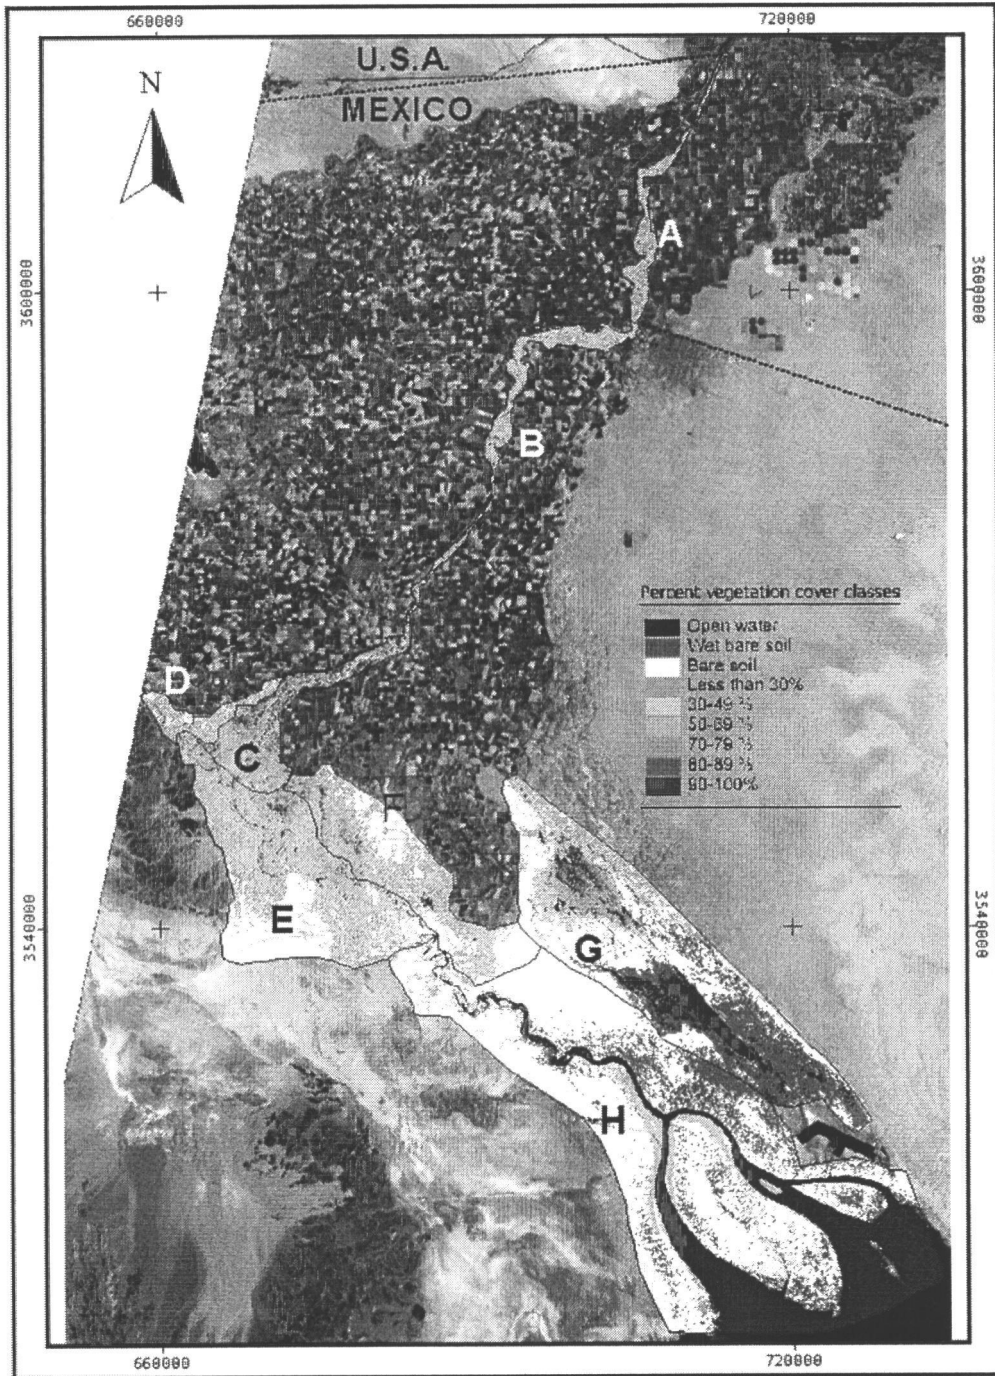 660000
720000
U.S.A.
MEXICO
N
A
3600000
3600000
B
Percent vegetation cover classes
Open water
Wet bare soil
Bare soil
Less than 30%
30-49 %
50-69 %
70-79 %
80-89 %
90-100%
D
C
F
E
3540000
3540000
G
H
660000
720000